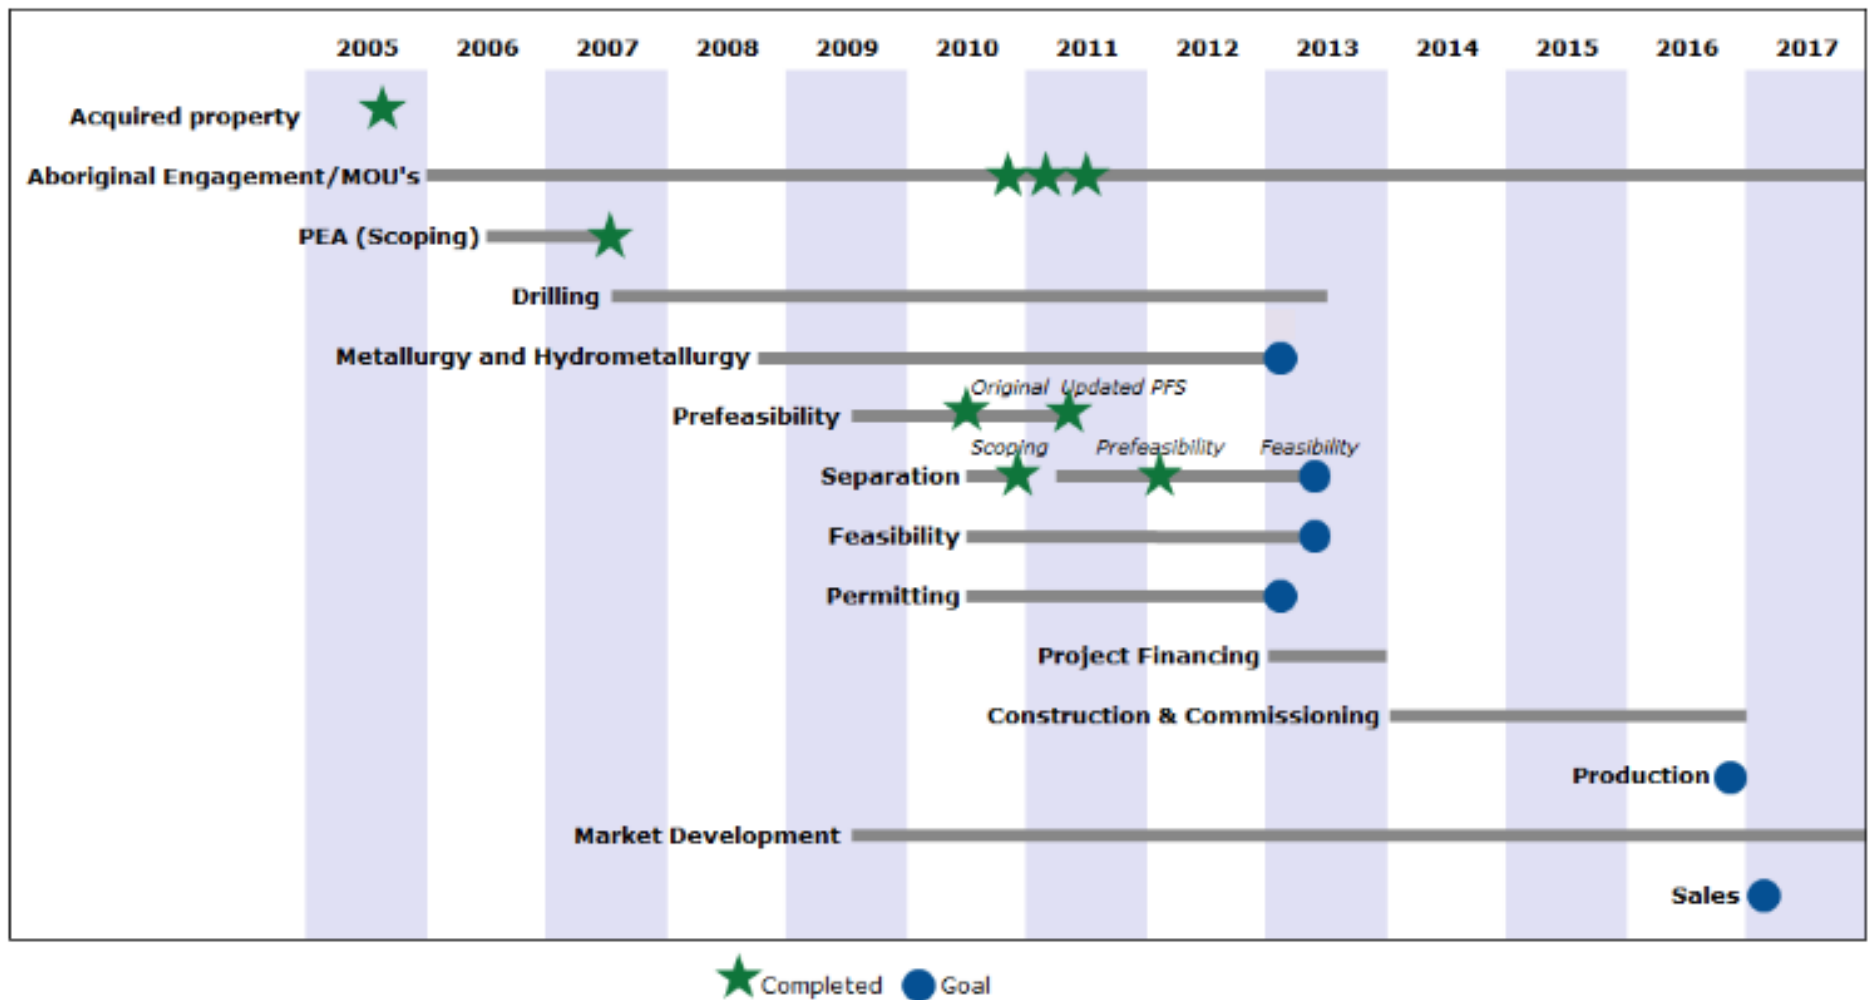 2005 2006 2007 2008 2009 2010 2011 2012 2013 2014 2015 2016 2017
Acquired property
Aboriginal Engagement/MOU's
PEA (Scoping)
Drilling
Metallurgy and Hydrometallurgy
Original Updated PFS
Prefeasibility
Scoping Prefeasibility Feasibility
Separation
Feasibility
Permitting
Project Financing
Construction & Commissioning
Production
Market Development
Sales
Completed Goal